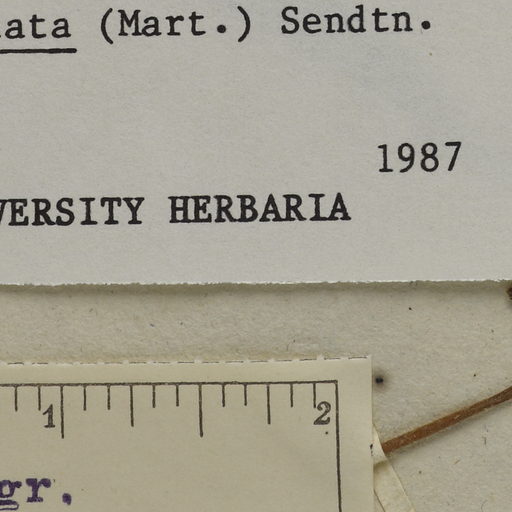 ata (Mart.) Sendtn.
1987
VERSITY HERBARIA
1 2
gr.